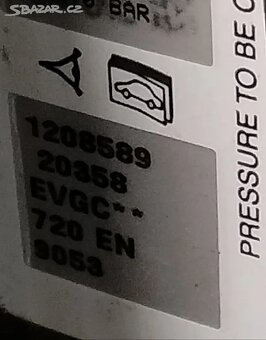 SBAZAR.CZ
BAR
1208589
20358
EVGC**
720 EN
9053
PRESSURE TO BE C